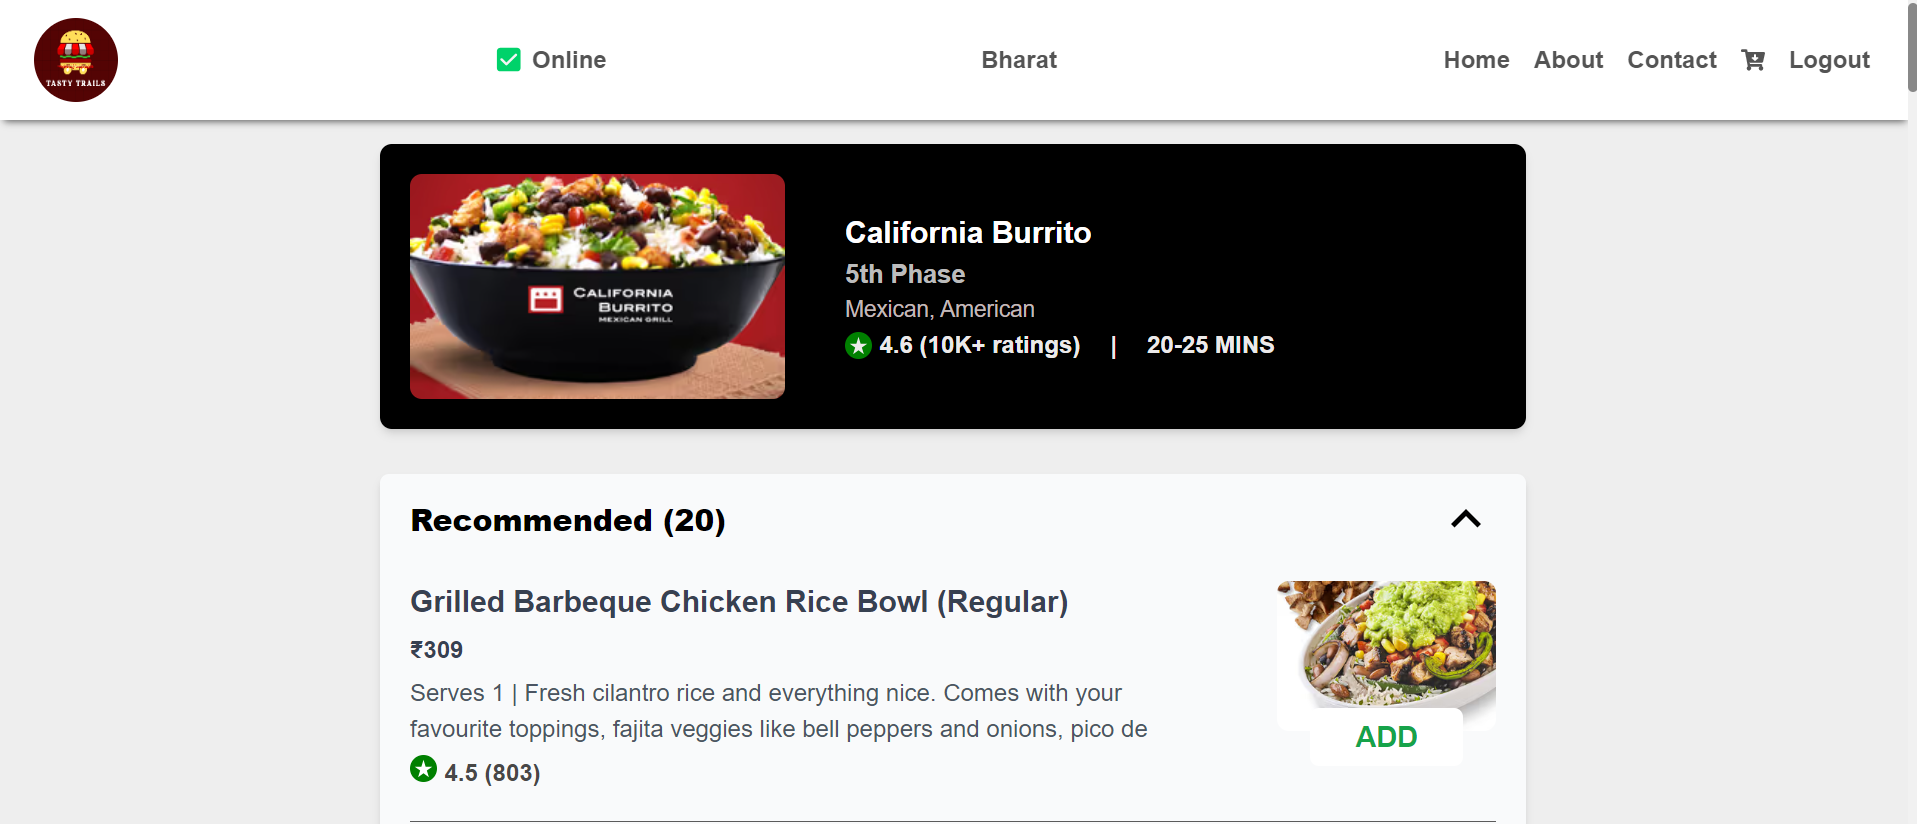 TASTY TRAILS
Online
Bharat
Home About Contact Logout
CALIFORNIA
BURRITO
MEXICAN GRILL
California Burrito
5th Phase
Mexican, American
4.6 (10K+ ratings) | 20-25 MINS
Recommended (20)
Grilled Barbeque Chicken Rice Bowl (Regular)
₹309
Serves 1 | Fresh cilantro rice and everything nice. Comes with your
favourite toppings, fajita veggies like bell peppers and onions, pico de
4.5 (803)
ADD